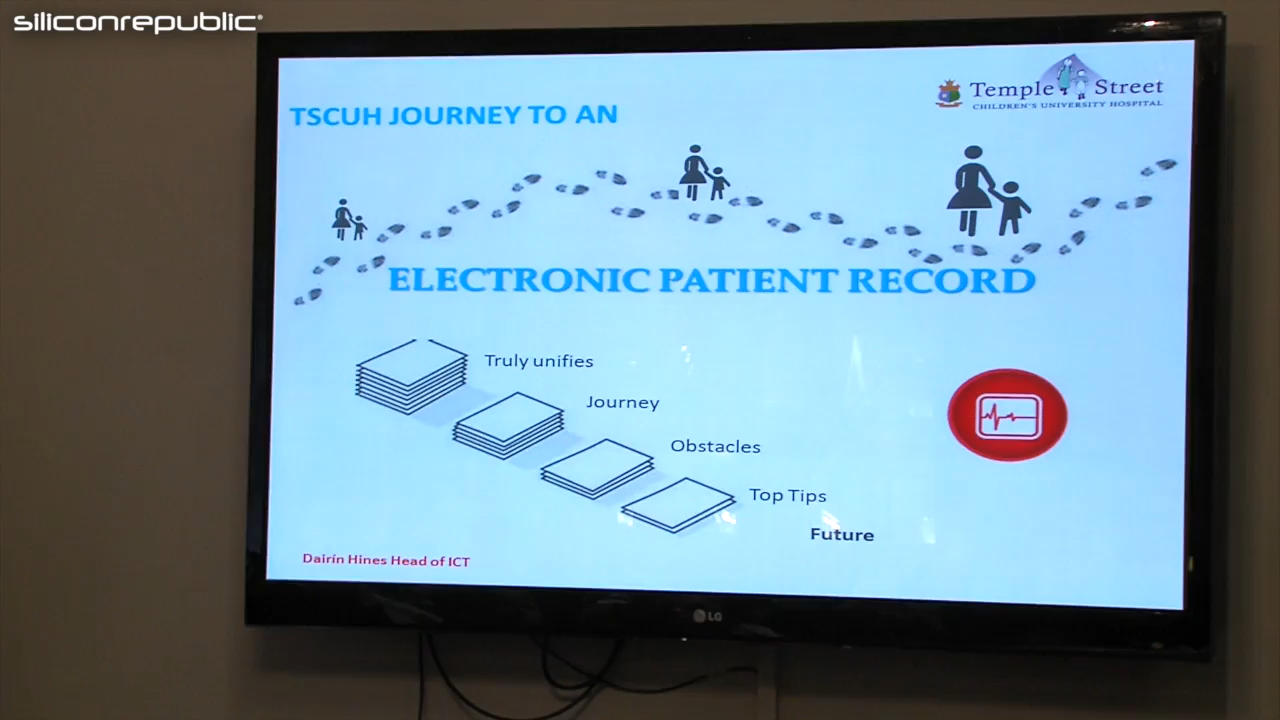 siliconrepublic
Temple Street
CHILDREN'S UNIVERSITY HOSPITAL
TSCUH JOURNEY TO AN
ELECTRONIC PATIENT RECORD
Truly unifies
Journey
Obstacles
Top Tips
Future
Dairín Hines Head of ICT
LG